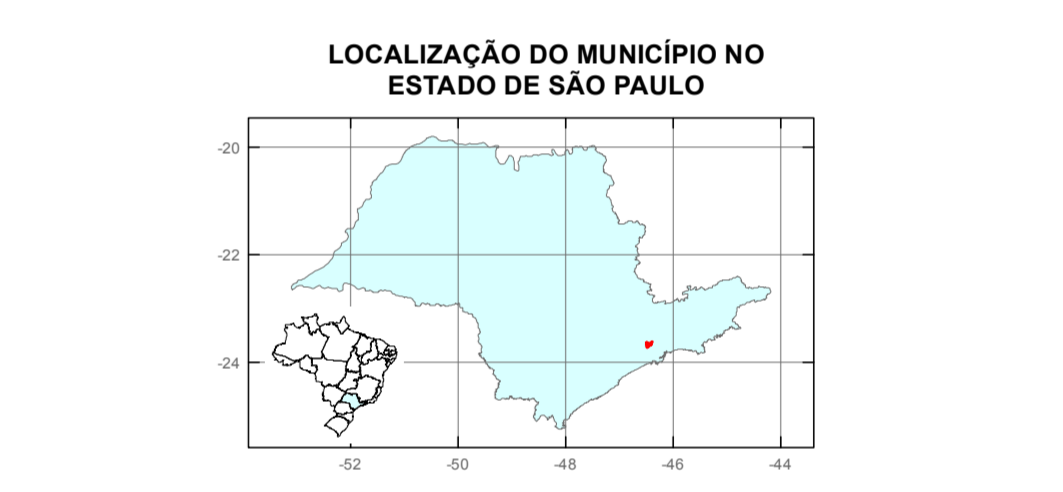 LOCALIZAÇÃO DO MUNICÍPIO NO
ESTADO DE SÃO PAULO
-20
-22
-24
-52 -50 -48 -46 -44